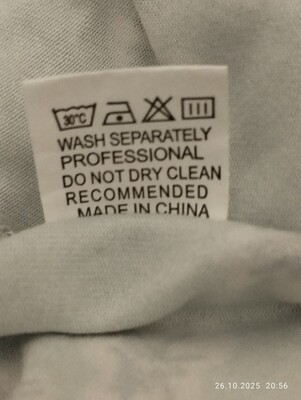 30°C
WASH SEPARATELY
PROFESSIONAL
DO NOT DRY CLEAN
RECOMMENDED
MADE IN CHINA
26.10.2025 20:56